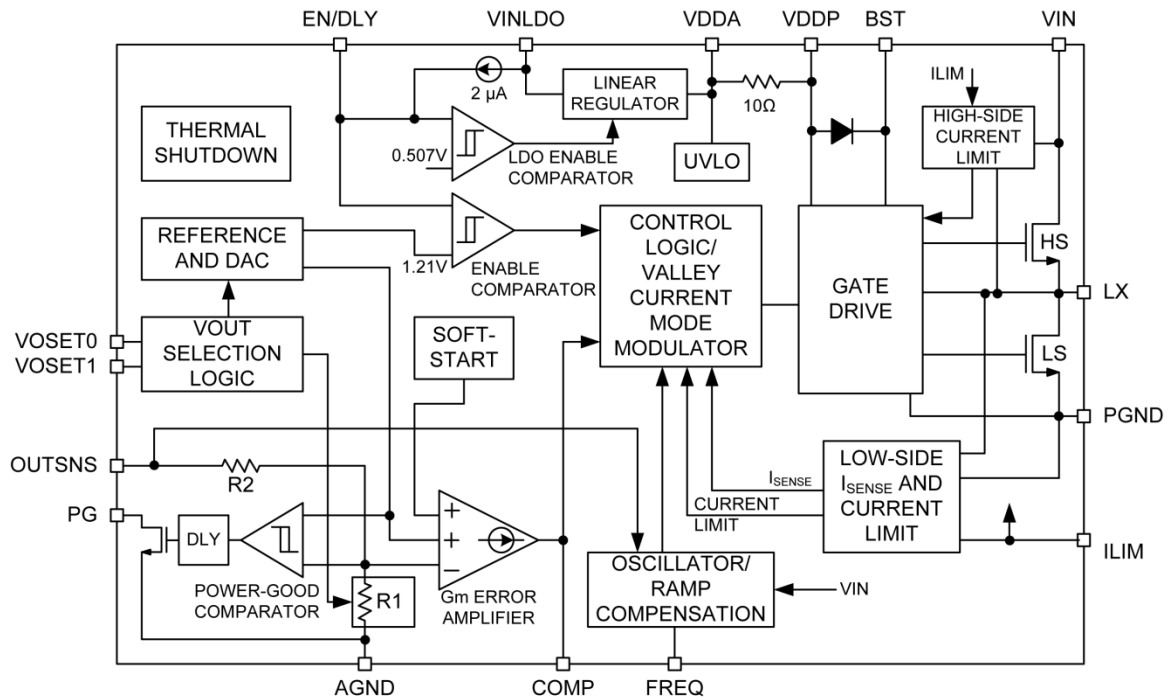 EN/DLY
VINLDO
VDDA
VDDP
BST
VIN
2 µA
LINEAR
REGULATOR
10Ω
ILIM
HIGH-SIDE
CURRENT
LIMIT
THERMAL
SHUTDOWN
0.507V
LDO ENABLE
COMPARATOR
UVLO
REFERENCE
AND DAC
1.21V
ENABLE
COMPARATOR
CONTROL
LOGIC/
VALLEY
CURRENT
MODE
MODULATOR
GATE
DRIVE
HS
LX
VOSET0
VOSET1
VOUT
SELECTION
LOGIC
SOFT-
START
LS
PGND
OUTSNS
R2
PG
DLY
POWER-GOOD
COMPARATOR
R1
+
+
−
Gm ERROR
AMPLIFIER
ISENSE
CURRENT
LIMIT
LOW-SIDE
ISENSE AND
CURRENT
LIMIT
ILIM
OSCILLATOR/
RAMP
COMPENSATION
VIN
AGND
COMP
FREQ